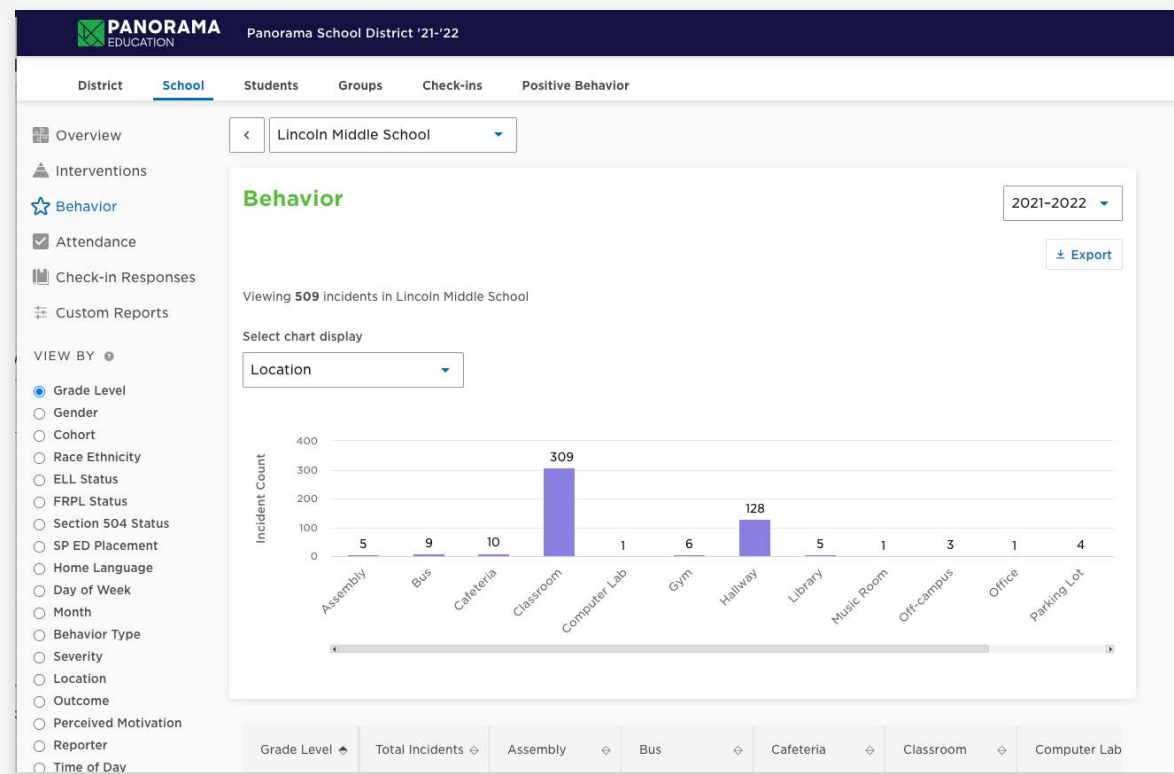 PANORAMA
EDUCATION
Panorama School District '21-'22
District School Students Groups Check-ins Positive Behavior
Overview
Interventions
Behavior
Attendance
Check-in Responses
Custom Reports
VIEW BY
Grade Level
Gender
Cohort
Race Ethnicity
ELL Status
FRPL Status
Section 504 Status
SP ED Placement
Home Language
Day of Week
Month
Behavior Type
Severity
Location
Outcome
Perceived Motivation
Reporter
Time of Day
< Lincoln Middle School
Behavior
2021-2022
Export
Viewing 509 incidents in Lincoln Middle School
Select chart display
Location
Incident Count
400
300
200
100
0
5 9 10 309 1 6 128 5 1 3 1 4
Assembly Bus Cafeteria Classroom Computer Lab Gym Hallway Library Music Room Off-campus Office Parking Lot
Grade Level Total Incidents Assembly Bus Cafeteria Classroom Computer Lab